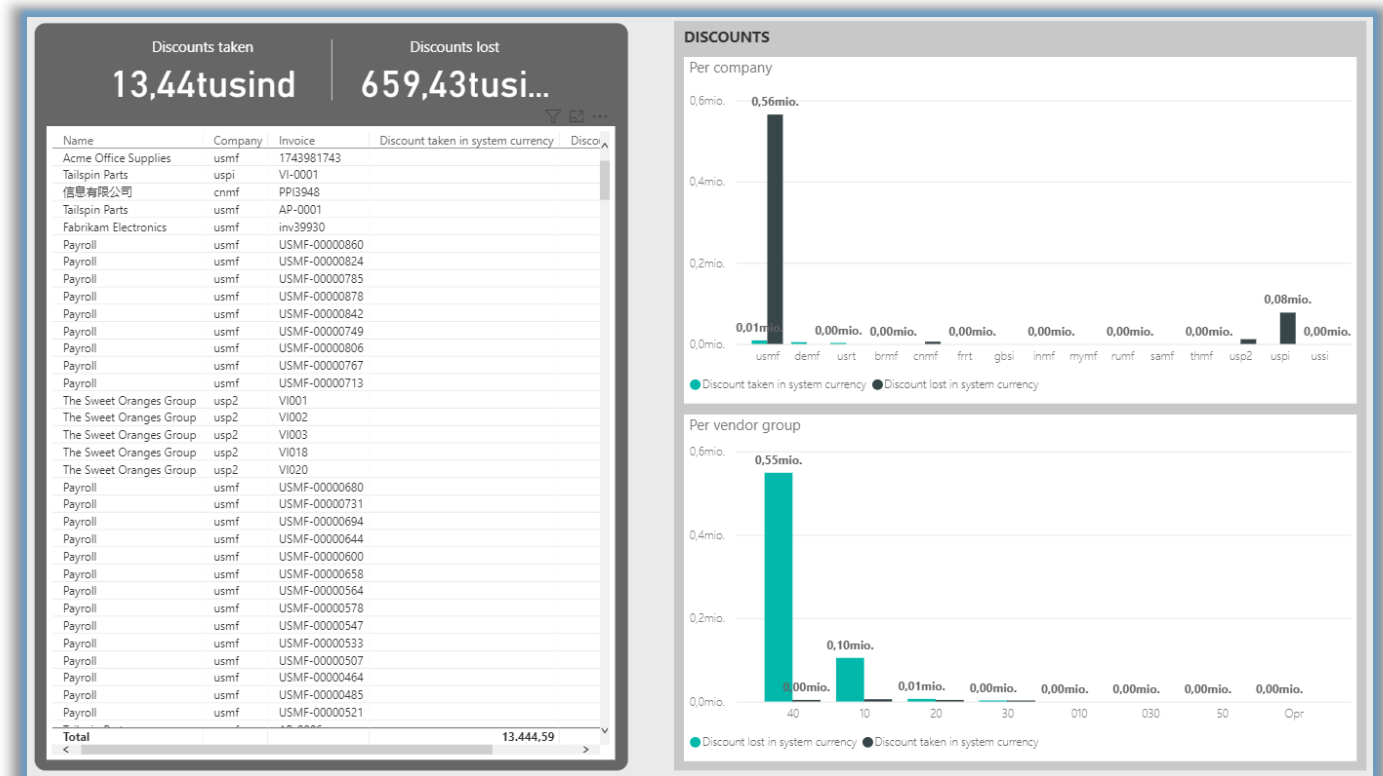 Discounts taken Discounts lost
13,44tusind 659,43tusi...
Name Company Invoice Discount taken in system currency Discou
Acme Office Supplies usmf 1743981743
Tailspin Parts uspi VI-0001
信息有限公司 cnmf PPI3948
Tailspin Parts usmf AP-0001
Fabrikam Electronics usmf inv39930
Payroll usmf USMF-00000860
Payroll usmf USMF-00000824
Payroll usmf USMF-00000785
Payroll usmf USMF-00000878
Payroll usmf USMF-00000842
Payroll usmf USMF-00000749
Payroll usmf USMF-00000806
Payroll usmf USMF-00000767
Payroll usmf USMF-00000713
The Sweet Oranges Group usp2 VI001
The Sweet Oranges Group usp2 VI002
The Sweet Oranges Group usp2 VI003
The Sweet Oranges Group usp2 VI018
The Sweet Oranges Group usp2 VI020
Payroll usmf USMF-00000680
Payroll usmf USMF-00000731
Payroll usmf USMF-00000694
Payroll usmf USMF-00000644
Payroll usmf USMF-00000600
Payroll usmf USMF-00000658
Payroll usmf USMF-00000564
Payroll usmf USMF-00000578
Payroll usmf USMF-00000547
Payroll usmf USMF-00000533
Payroll usmf USMF-00000507
Payroll usmf USMF-00000464
Payroll usmf USMF-00000485
Payroll usmf USMF-00000521
Total 13.444,59
DISCOUNTS
Per company
0,6mio. 0,56mio.
0,4mio.
0,2mio.
0,08mio.
0,01mio. 0,00mio. 0,00mio. 0,00mio. 0,00mio. 0,00mio. 0,00mio. 0,00mio.
0,0mio.
usmf demf usrt brmf cnmf frrt gbsi inmf mymf rumf samf thmf usp2 uspi ussi
Discount taken in system currency Discount lost in system currency
Per vendor group
0,6mio.
0,55mio.
0,4mio.
0,2mio.
0,10mio.
0,00mio. 0,01mio. 0,00mio. 0,00mio. 0,00mio. 0,00mio. 0,00mio.
0,0mio.
40 10 20 30 010 030 50 Opr
Discount lost in system currency Discount taken in system currency